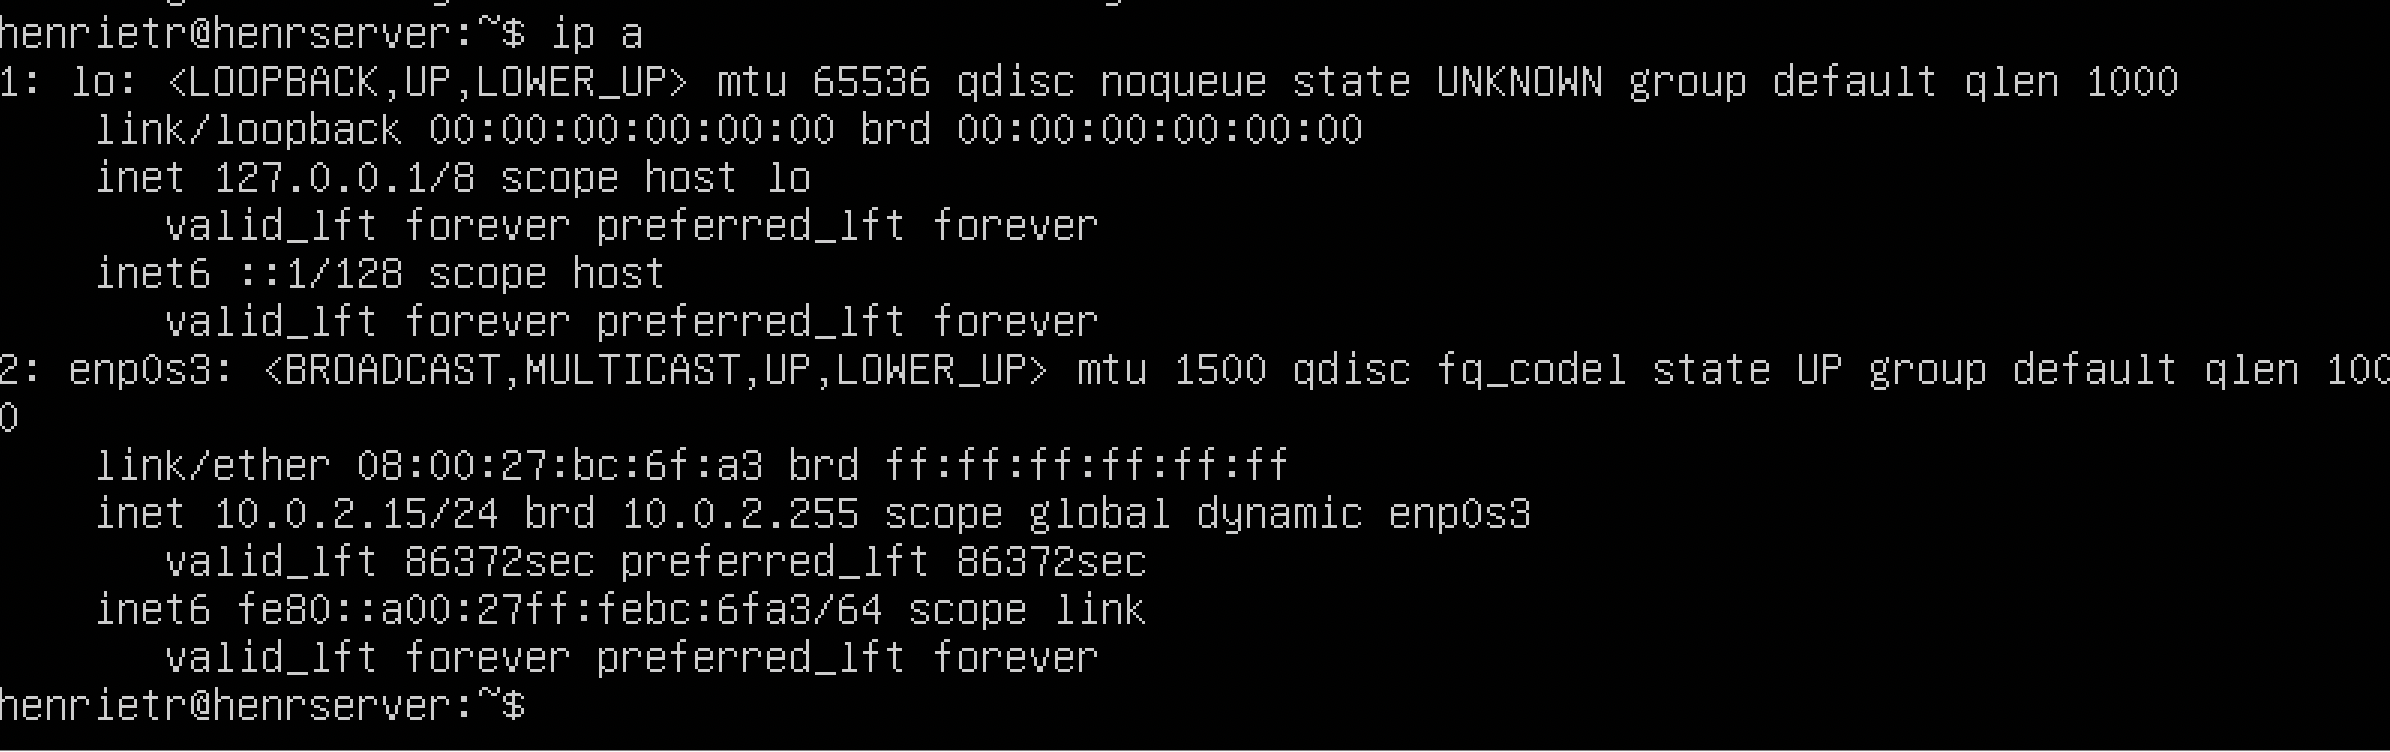 henrietr@henrserver:~$ ip a
1: lo: <LOOPBACK,UP,LOWER_UP> mtu 65536 qdisc noqueue state UNKNOWN group default qlen 1000
    link/loopback 00:00:00:00:00:00 brd 00:00:00:00:00:00
    inet 127.0.0.1/8 scope host lo
       valid_lft forever preferred_lft forever
    inet6 ::1/128 scope host
       valid_lft forever preferred_lft forever
2: enp0s3: <BROADCAST,MULTICAST,UP,LOWER_UP> mtu 1500 qdisc fq_codel state UP group default qlen 100
0
    link/ether 08:00:27:bc:6f:a3 brd ff:ff:ff:ff:ff:ff
    inet 10.0.2.15/24 brd 10.0.2.255 scope global dynamic enp0s3
       valid_lft 86372sec preferred_lft 86372sec
    inet6 fe80::a00:27ff:febc:6fa3/64 scope link
       valid_lft forever preferred_lft forever
henrietr@henrserver:~$